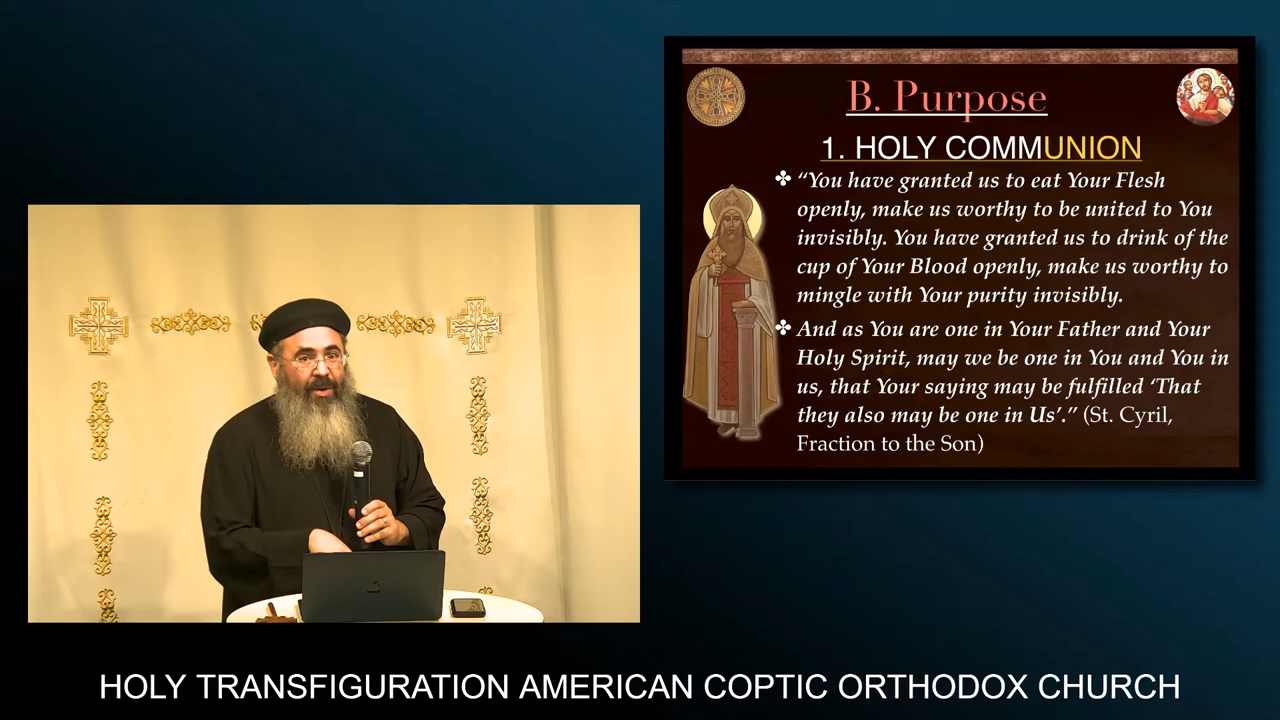 B. Purpose
1. HOLY COMMUNION
✤ “You have granted us to eat Your Flesh
openly, make us worthy to be united to You
invisibly. You have granted us to drink of the
cup of Your Blood openly, make us worthy to
mingle with Your purity invisibly.
✤ And as You are one in Your Father and Your
Holy Spirit, may we be one in You and You in
us, that Your saying may be fulfilled ‘That
they also may be one in Us’.” (St. Cyril,
Fraction to the Son)
HOLY TRANSFIGURATION AMERICAN COPTIC ORTHODOX CHURCH